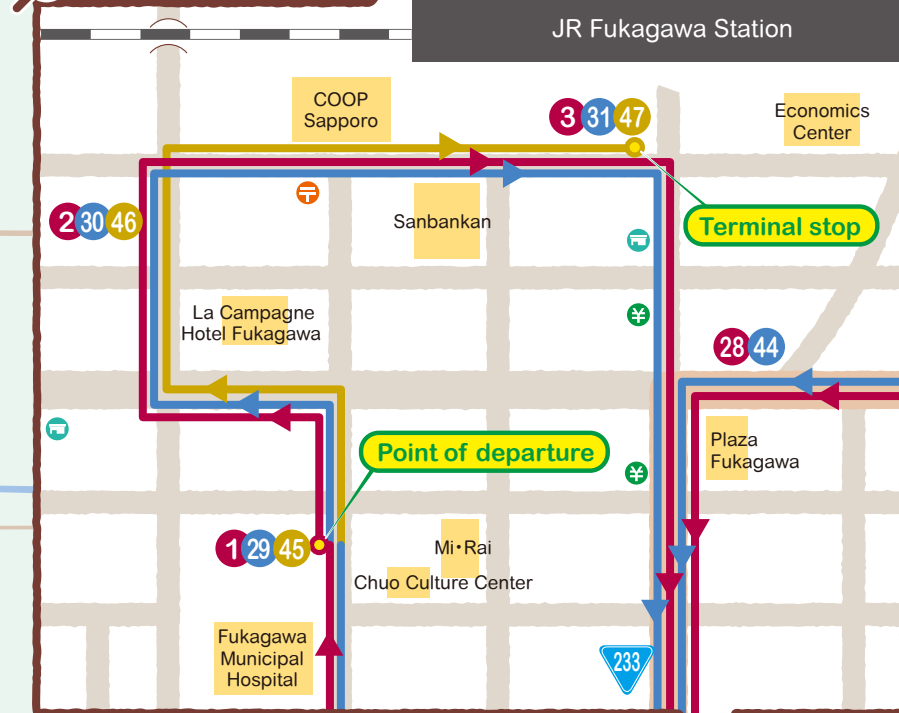 JR Fukagawa Station
COOP
Sapporo
3 31 47
Economics
Center
2 30 46
Sanbankan
Terminal stop
La Campagne
Hotel Fukagawa
28 44
Point of departure
Plaza
Fukagawa
1 29 45
Mi・Rai
Chuo Culture Center
Fukagawa
Municipal
Hospital
233